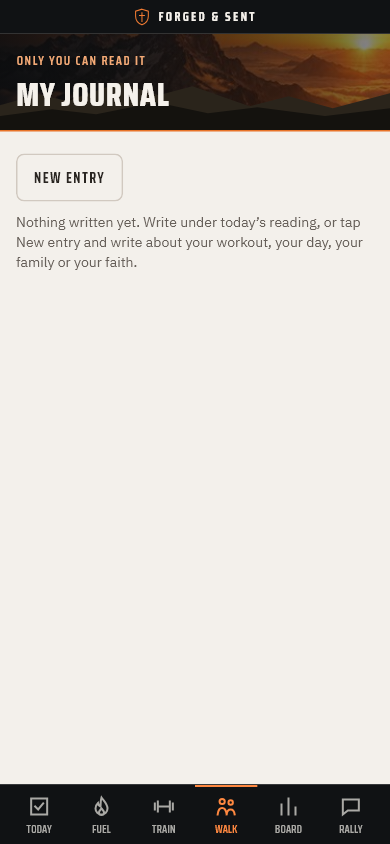 FORGED & SENT
ONLY YOU CAN READ IT
MY JOURNAL
NEW ENTRY
Nothing written yet. Write under today’s reading, or tap
New entry and write about your workout, your day, your
family or your faith.
TODAY
FUEL
TRAIN
WALK
BOARD
RALLY